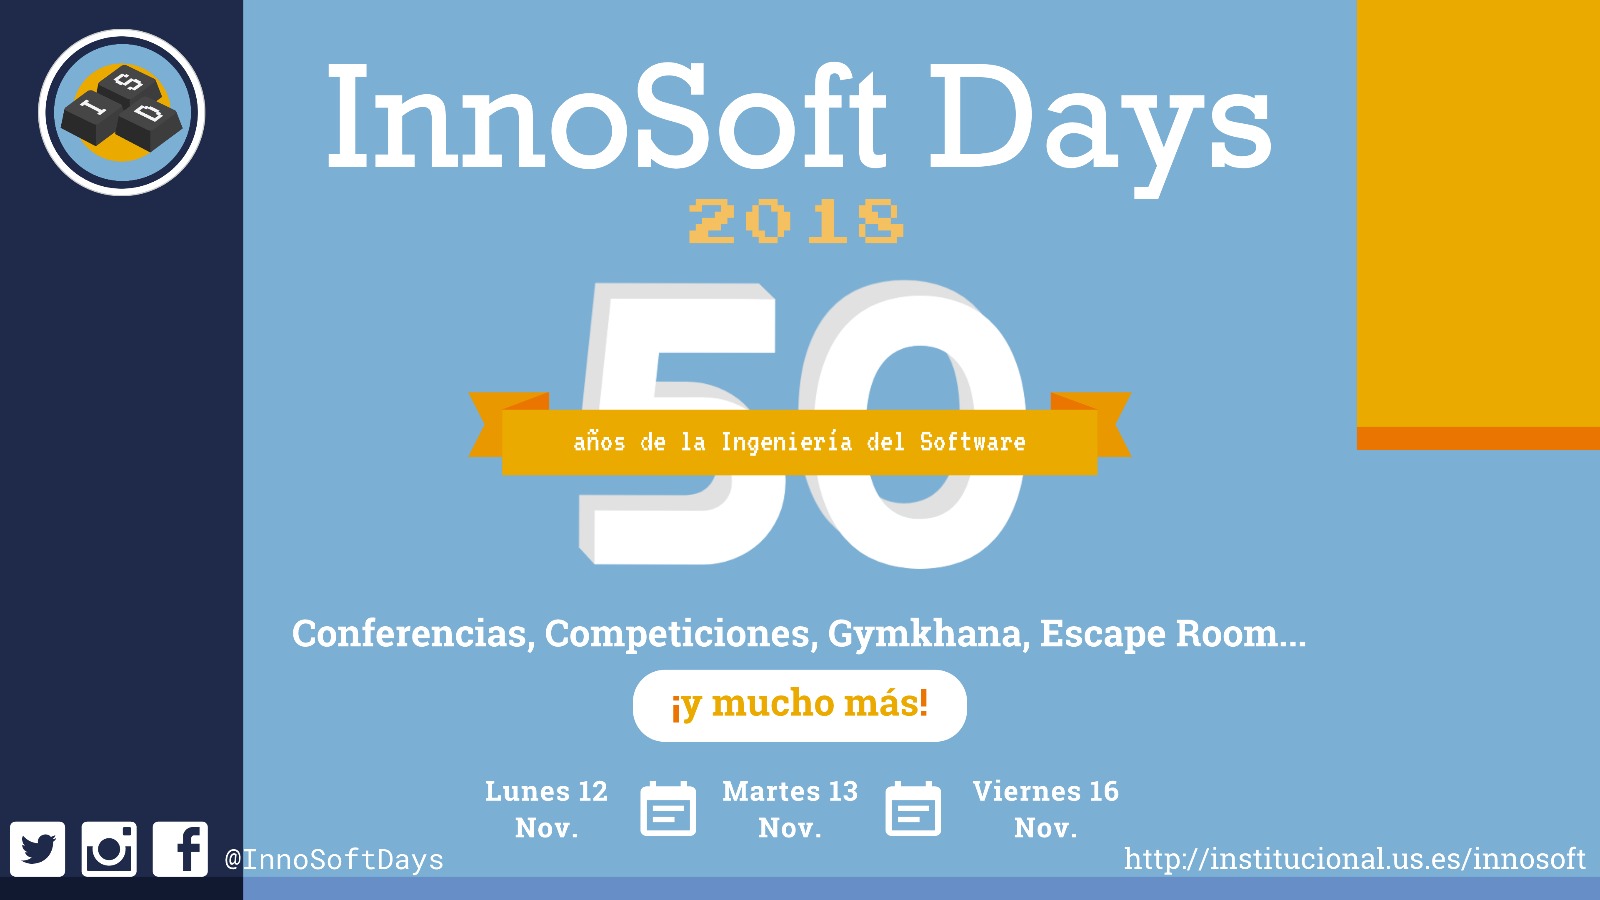 I
S
D
InnoSoft Days
2018
50
años de la Ingeniería del Software
Conferencias, Competiciones, Gymkhana, Escape Room...
¡y mucho más!
Lunes 12
Nov.
Martes 13
Nov.
Viernes 16
Nov.
@InnoSoftDays
http://institucional.us.es/innosoft